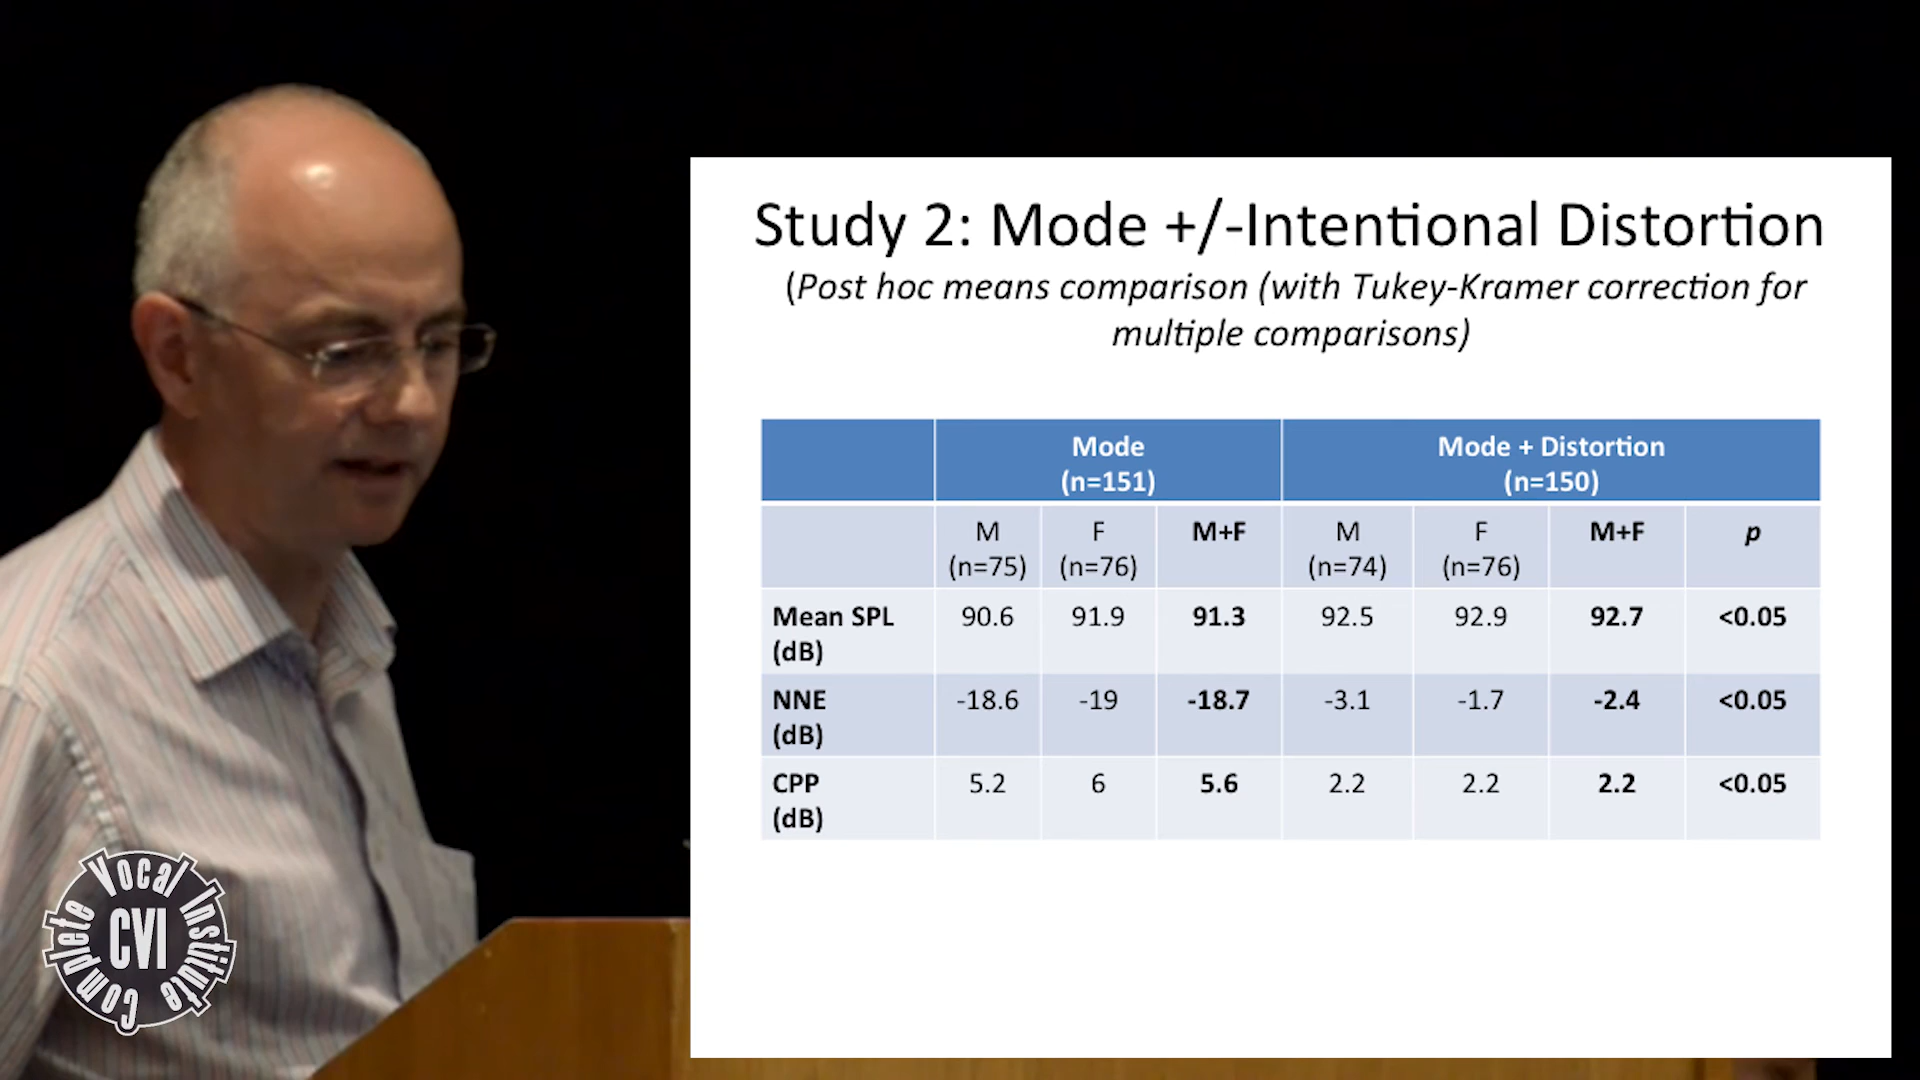 Study 2: Mode +/-Intentional Distortion
(Post hoc means comparison (with Tukey-Kramer correction for
multiple comparisons)
Mode Mode + Distortion
(n=151) (n=150)
M F M+F M F M+F p
(n=75) (n=76) (n=74) (n=76)
Mean SPL 90.6 91.9 91.3 92.5 92.9 92.7 <0.05
(dB)
NNE -18.6 -19 -18.7 -3.1 -1.7 -2.4 <0.05
(dB)
CPP 5.2 6 5.6 2.2 2.2 2.2 <0.05
(dB)
Complete Vocal Institute
CVI